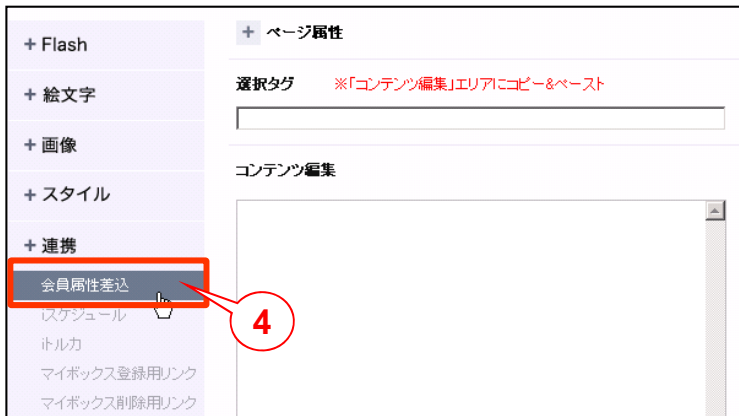 + Flash
+ 絵文字
+ 画像
+ スタイル
+ 連携
会員属性差込
iスケジュール
iトルカ
マイボックス登録用リンク
マイボックス削除用リンク
+ ページ属性
選択タグ ※「コンテンツ編集」エリアにコピー&ペースト
コンテンツ編集
4